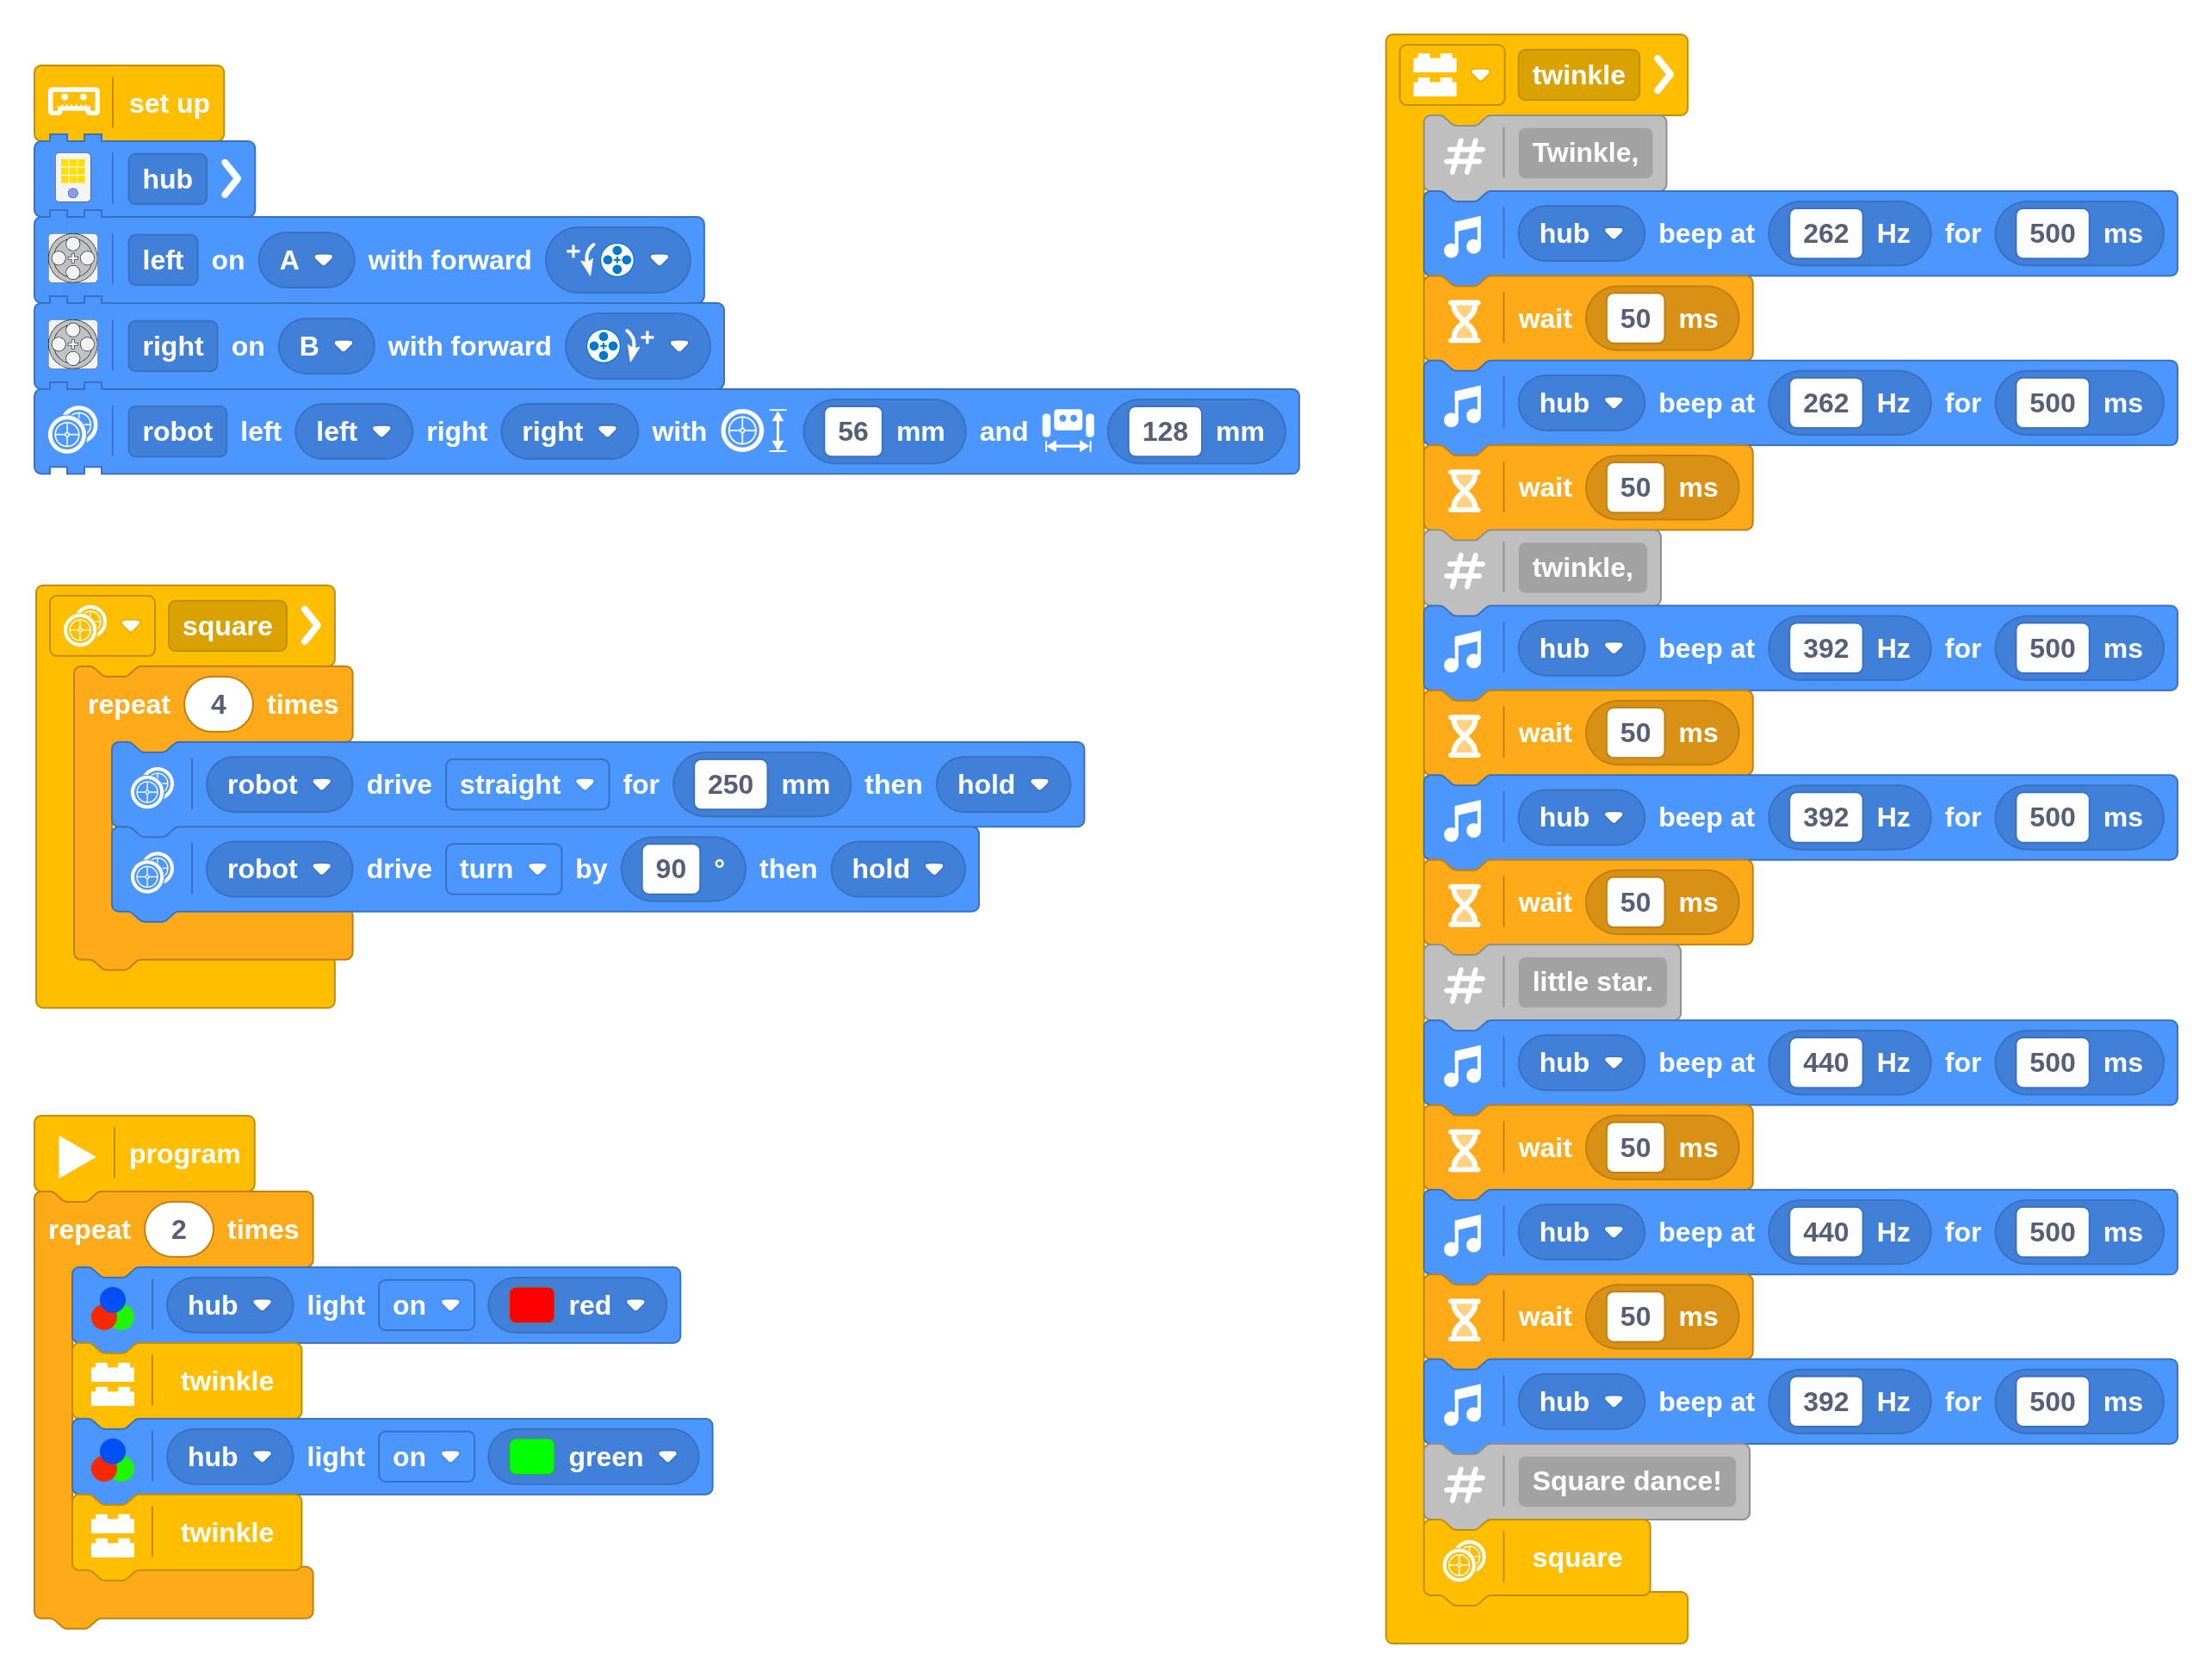 set up
hub
left on A with forward +
right on B with forward +
robot left left right right with 56 mm and 128 mm
square
repeat 4 times
robot drive straight for 250 mm then hold
robot drive turn by 90 ° then hold
program
repeat 2 times
hub light on red
twinkle
hub light on green
twinkle
twinkle
# Twinkle,
hub beep at 262 Hz for 500 ms
wait 50 ms
hub beep at 262 Hz for 500 ms
wait 50 ms
# twinkle,
hub beep at 392 Hz for 500 ms
wait 50 ms
hub beep at 392 Hz for 500 ms
wait 50 ms
# little star.
hub beep at 440 Hz for 500 ms
wait 50 ms
hub beep at 440 Hz for 500 ms
wait 50 ms
hub beep at 392 Hz for 500 ms
# Square dance!
square